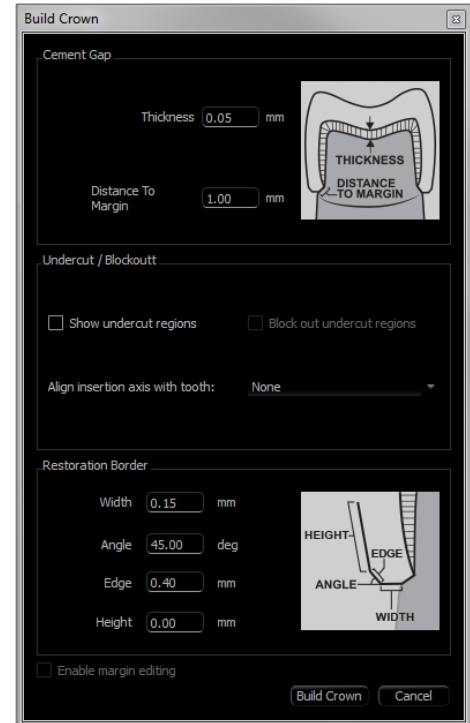 Build Crown
Cement Gap
Thickness 0.05 mm
THICKNESS
DISTANCE
TO MARGIN
Distance To
Margin
1.00 mm
Undercut / Blockoutt
Show undercut regions Block out undercut regions
Align insertion axis with tooth: None
Restoration Border
Width 0.15 mm
Angle 45.00 deg
Edge 0.40 mm
Height 0.00 mm
HEIGHT
EDGE
ANGLE
WIDTH
Enable margin editing
Build Crown Cancel